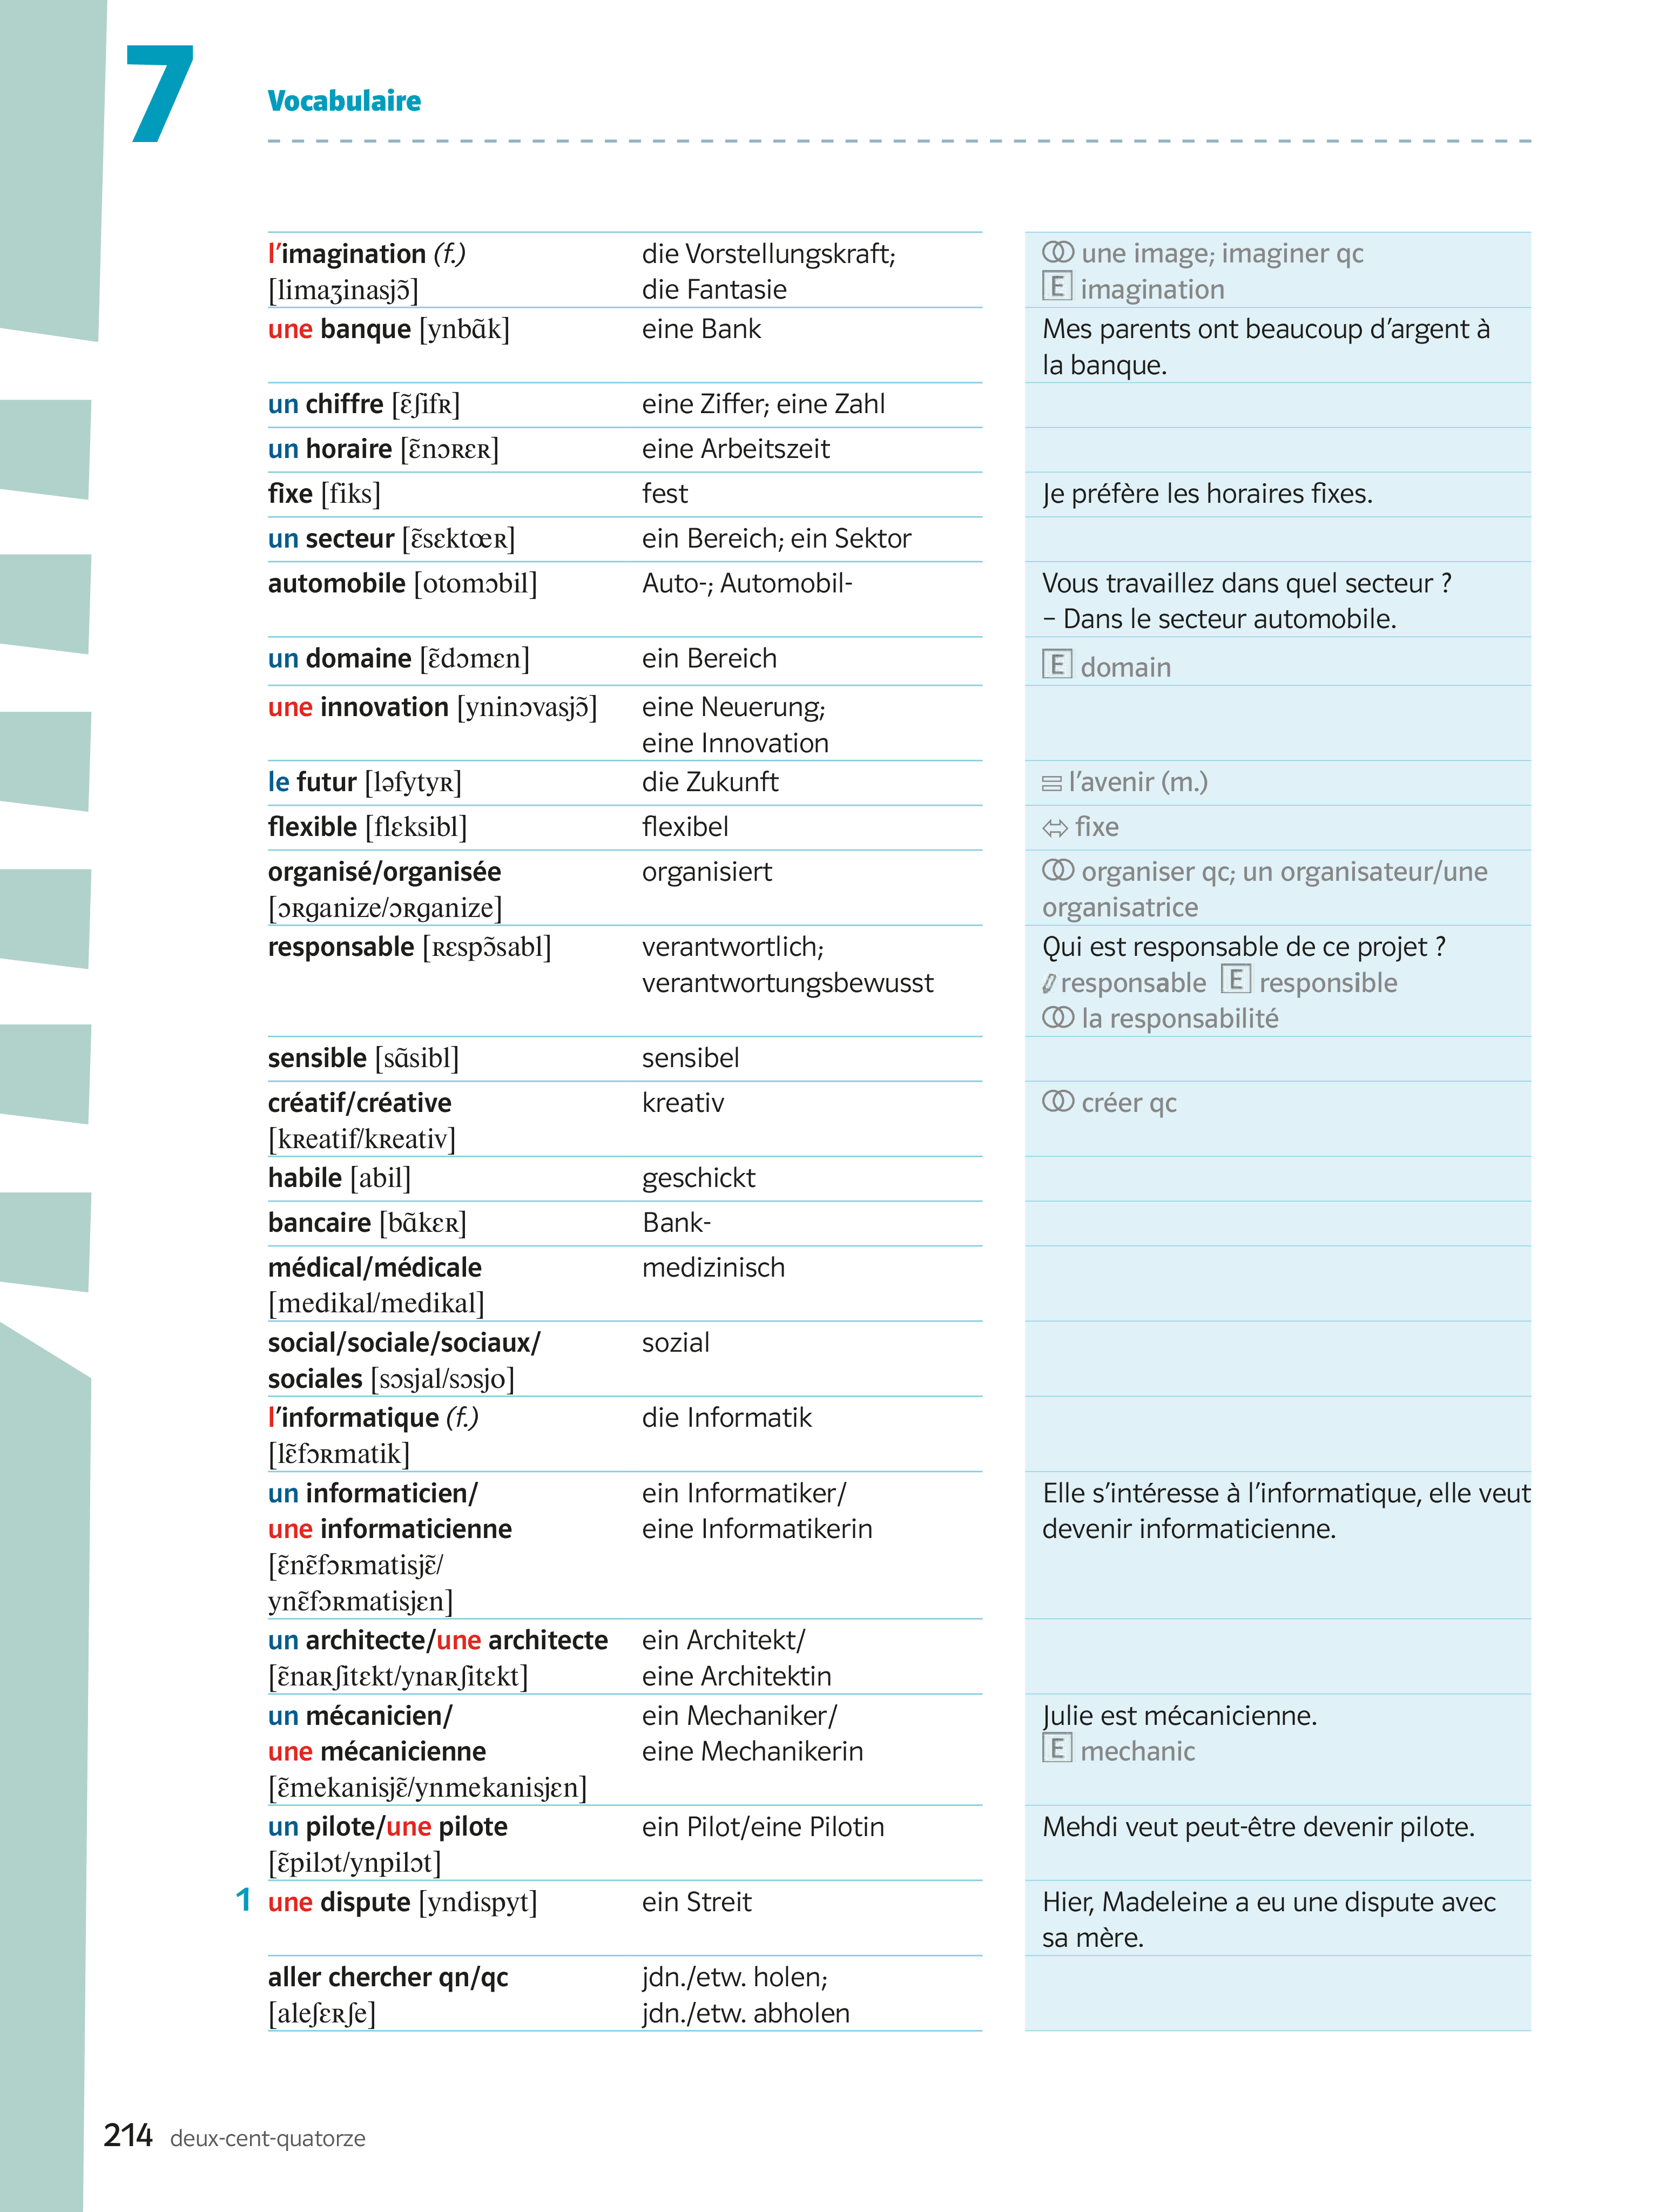 7
Vocabulaire
l'imagination (f.) die Vorstellungskraft; une image; imaginer qc
[limaʒinasjɔ̃] die Fantasie E imagination
une banque [ynbɑ̃k] eine Bank Mes parents ont beaucoup d'argent à
la banque.
un chiffre [ɛ̃ʃifʀ] eine Ziffer; eine Zahl
un horaire [ɛ̃nɔʀɛʀ] eine Arbeitszeit
fixe [fiks] fest Je préfère les horaires fixes.
un secteur [ɛ̃sɛktœʀ] ein Bereich; ein Sektor
automobile [otomɔbil] Auto-; Automobil- Vous travaillez dans quel secteur ?
– Dans le secteur automobile.
un domaine [ɛ̃dɔmɛn] ein Bereich E domain
une innovation [yninɔvasjɔ̃] eine Neuerung;
eine Innovation
le futur [ləfytyʀ] die Zukunft = l'avenir (m.)
flexible [flɛksibl] flexibel ⇔ fixe
organisé/organisée organisiert organiser qc; un organisateur/une
[ɔʀganize/ɔʀganize] organisatrice
responsable [ʀɛspɔ̃sabl] verantwortlich; Qui est responsable de ce projet ?
verantwortungsbewusst responsable E responsible
la responsabilité
sensible [sɑ̃sibl] sensibel
créatif/créative kreativ créer qc
[kʀeatif/kʀeativ]
habile [abil] geschickt
bancaire [bɑ̃kɛʀ] Bank-
médical/médicale medizinisch
[medikal/medikal]
social/sociale/sociaux/ sozial
sociales [sɔsjal/sɔsjo]
l'informatique (f.) die Informatik
[lɛ̃fɔʀmatik]
un informaticien/ ein Informatiker/ Elle s'intéresse à l'informatique, elle veut
une informaticienne eine Informatikerin devenir informaticienne.
[ɛ̃nɛ̃fɔʀmatisjɛ̃/
ynɛ̃fɔʀmatisjɛn]
un architecte/une architecte ein Architekt/
[ɛ̃naʀʃitɛkt/ynaʀʃitɛkt] eine Architektin
un mécanicien/ ein Mechaniker/ Julie est mécanicienne.
une mécanicienne eine Mechanikerin E mechanic
[ɛ̃mekanisjɛ̃/ynmekanisjɛn]
un pilote/une pilote ein Pilot/eine Pilotin Mehdi veut peut-être devenir pilote.
[ɛ̃pilɔt/ynpilɔt]
1 une dispute [yndispyt] ein Streit Hier, Madeleine a eu une dispute avec
sa mère.
aller chercher qn/qc jdn./etw. holen;
[aleʃɛʀʃe] jdn./etw. abholen
214 deux-cent-quatorze